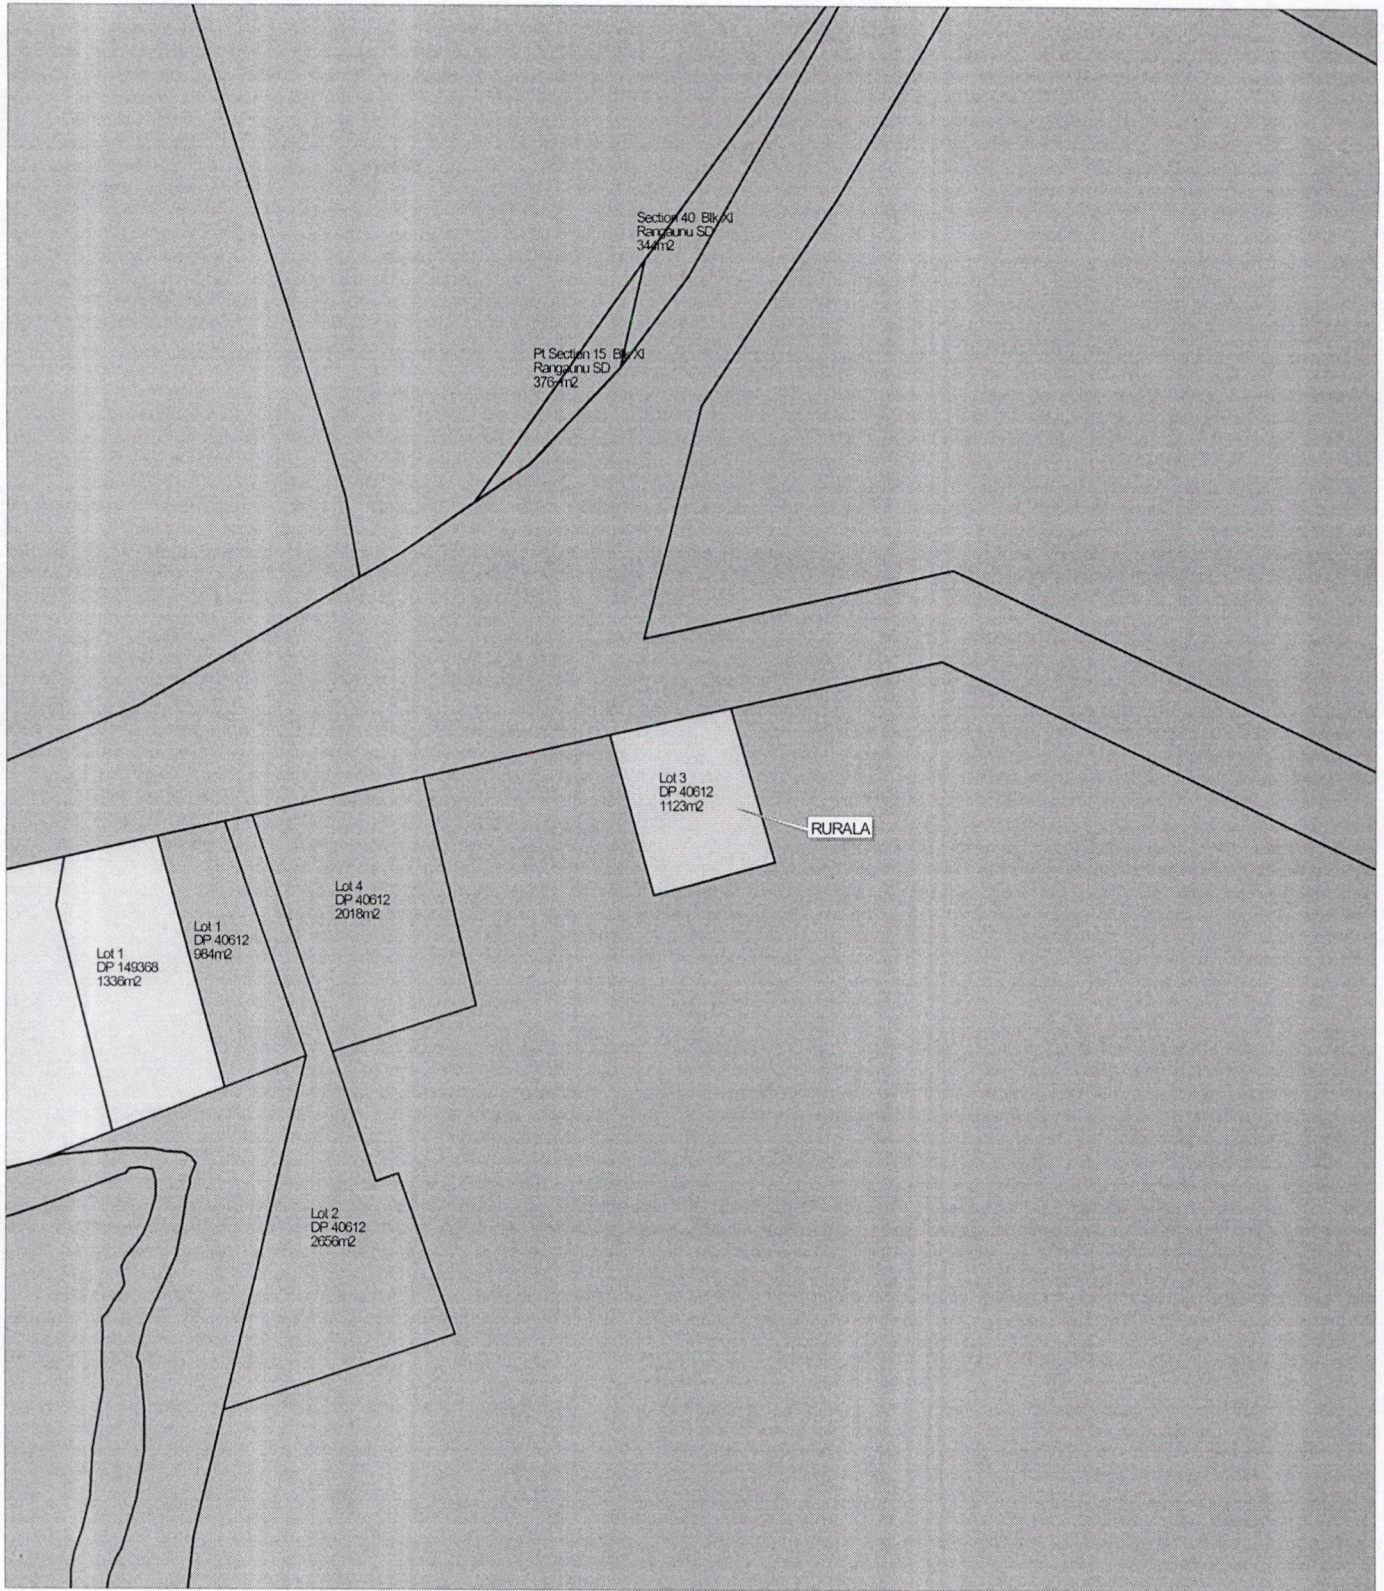 Section 40 Blk XI
Rangaunu SD
344m2
Pt Section 15 Blk XI
Rangaunu SD
376 m2
Lot 3
DP 40612
1123m2
RURALA
Lot 4
DP 40612
2018m2
Lot 1
DP 40612
984m2
Lot 1
DP 149368
1336m2
Lot 2
DP 40612
2656m2